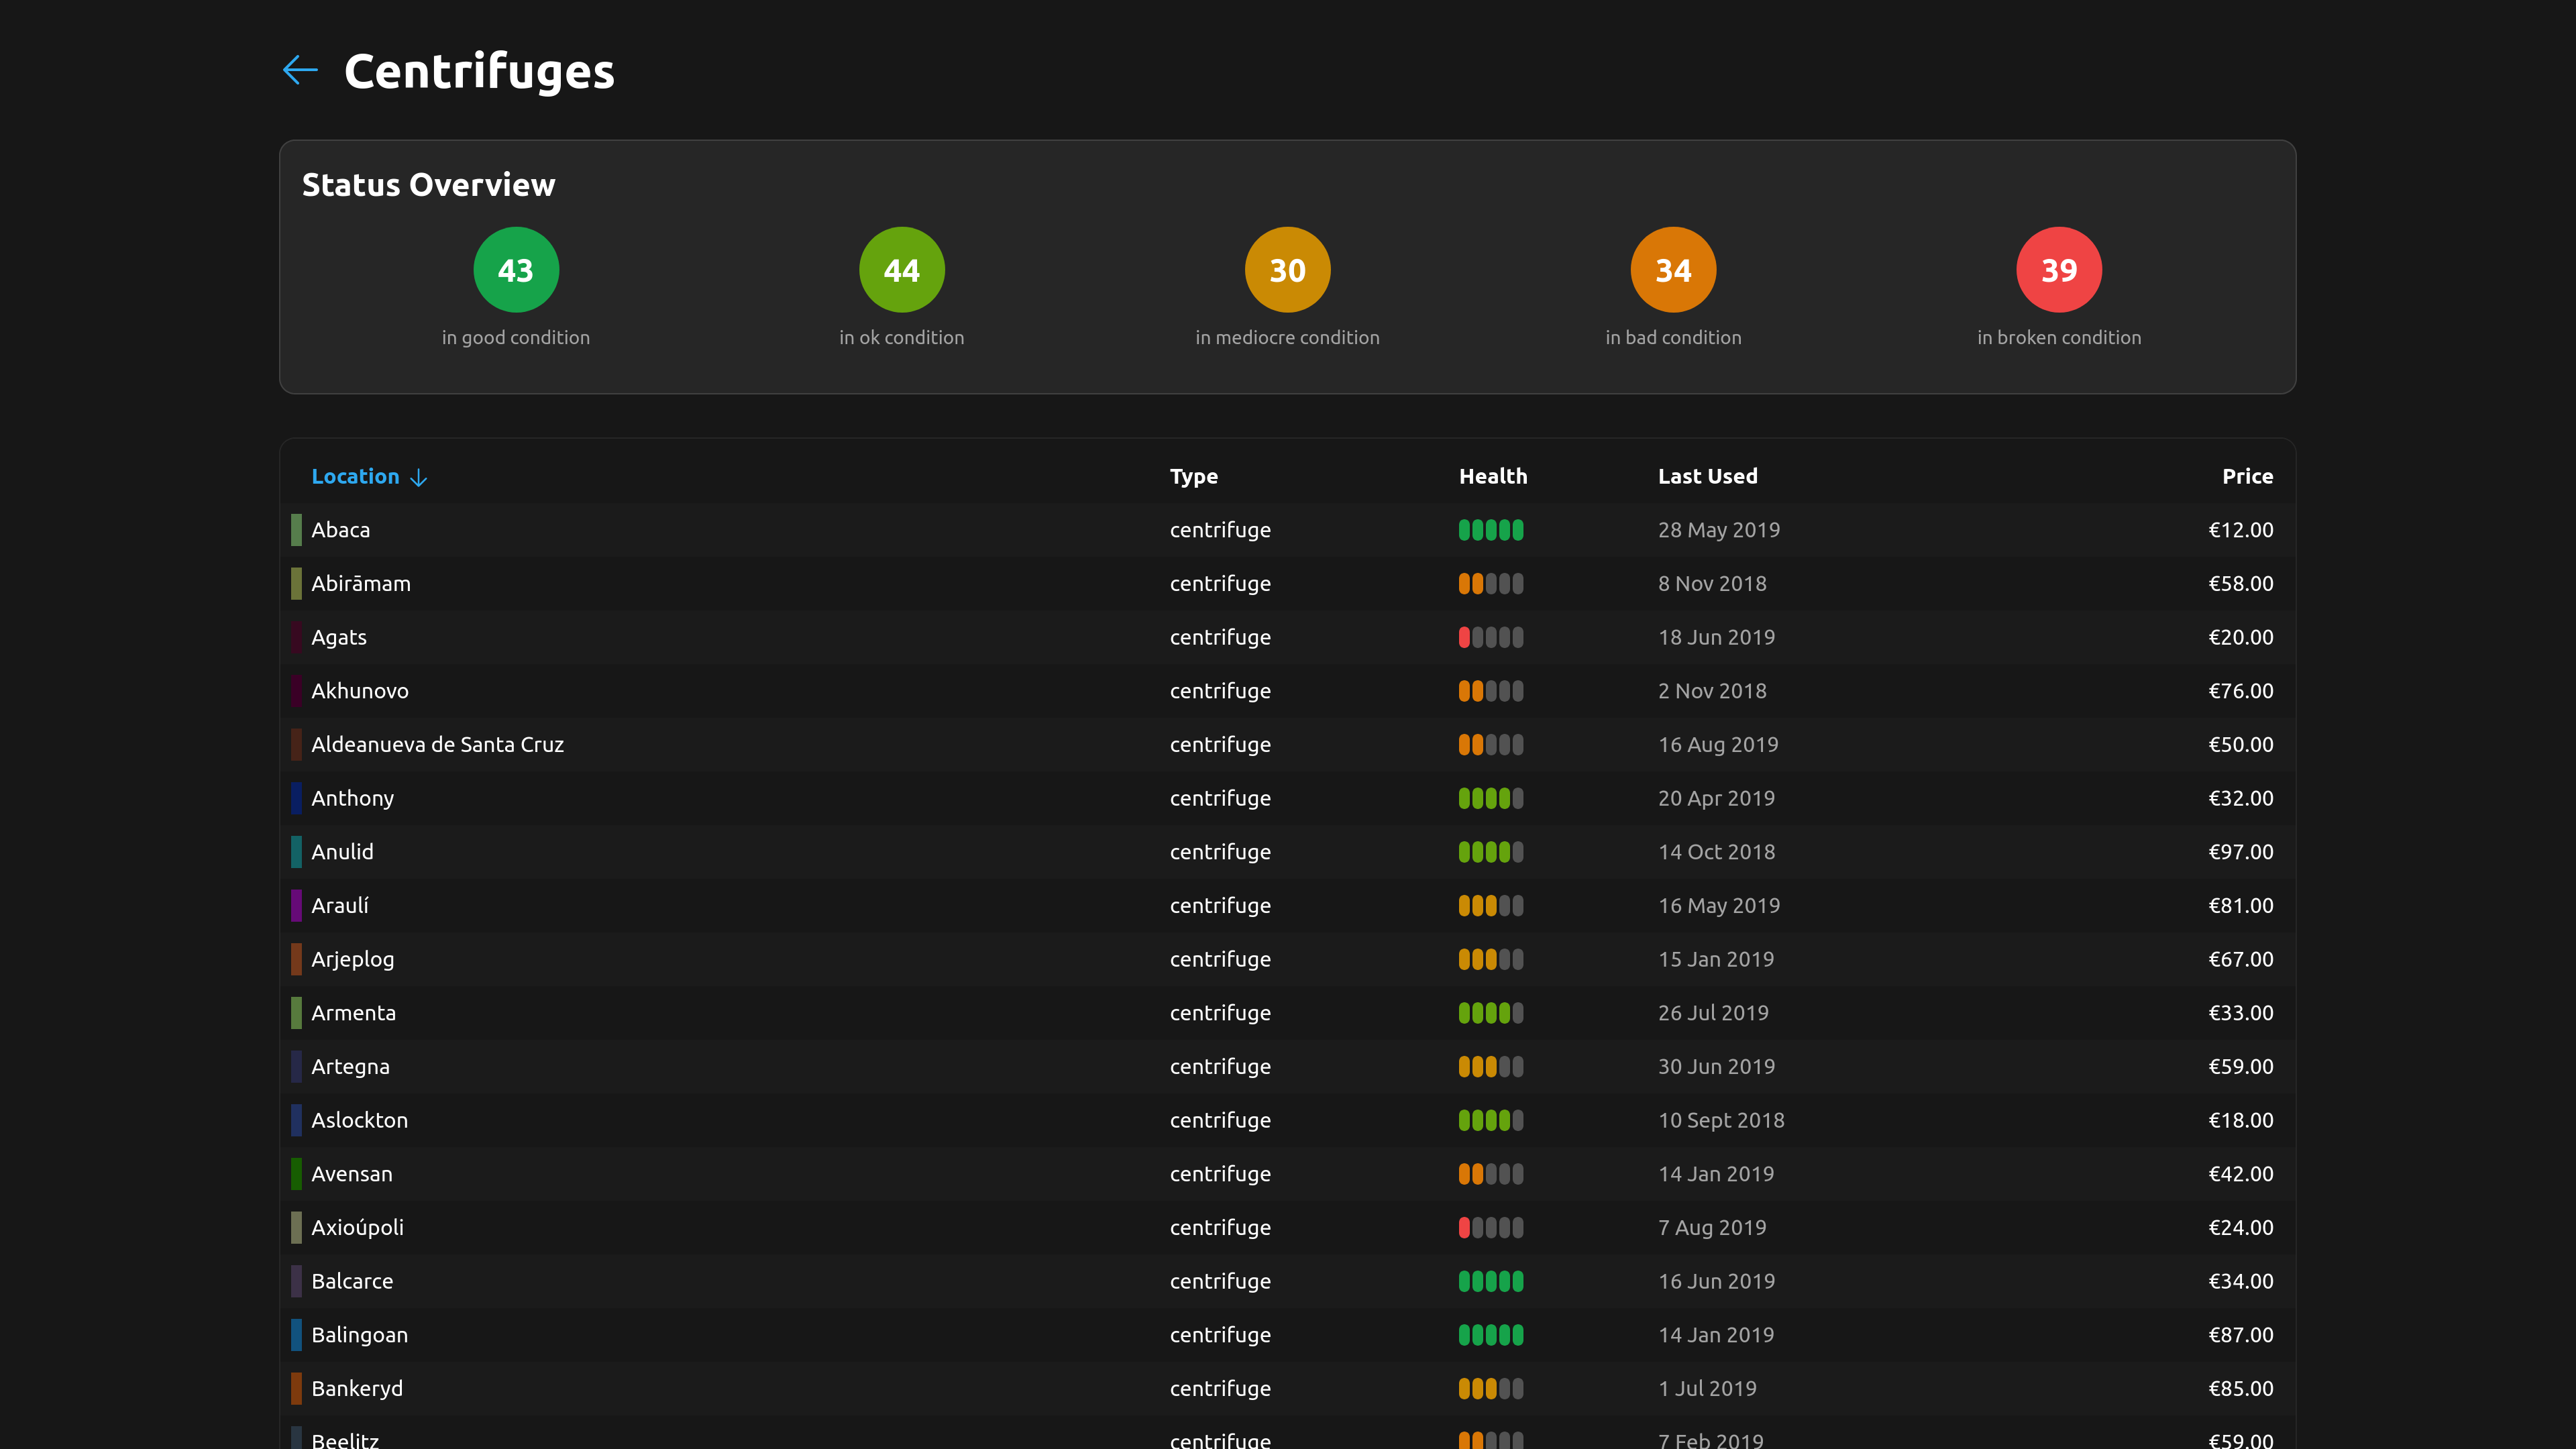 Centrifuges
Status Overview
43 44 30 34 39
in good condition in ok condition in mediocre condition in bad condition in broken condition
Location Type Health Last Used Price
Abaca centrifuge 28 May 2019 €12.00
Abirāmam centrifuge 8 Nov 2018 €58.00
Agats centrifuge 18 Jun 2019 €20.00
Akhunovo centrifuge 2 Nov 2018 €76.00
Aldeanueva de Santa Cruz centrifuge 16 Aug 2019 €50.00
Anthony centrifuge 20 Apr 2019 €32.00
Anulid centrifuge 14 Oct 2018 €97.00
Araulí centrifuge 16 May 2019 €81.00
Arjeplog centrifuge 15 Jan 2019 €67.00
Armenta centrifuge 26 Jul 2019 €33.00
Artegna centrifuge 30 Jun 2019 €59.00
Aslockton centrifuge 10 Sept 2018 €18.00
Avensan centrifuge 14 Jan 2019 €42.00
Axioúpoli centrifuge 7 Aug 2019 €24.00
Balcarce centrifuge 16 Jun 2019 €34.00
Balingoan centrifuge 14 Jan 2019 €87.00
Bankeryd centrifuge 1 Jul 2019 €85.00
Beelitz centrifuge 7 Feb 2019 €59.00